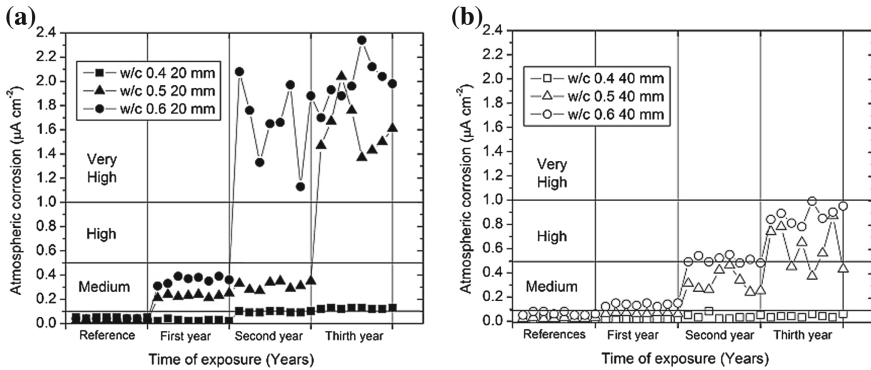 (a)
Atmospheric corrosion (μA cm⁻²)
2.4
2.2
2.0
1.8
1.6
1.4
1.2
1.0
0.8
0.6
0.4
0.2
0.0
w/c 0.4 20 mm
w/c 0.5 20 mm
w/c 0.6 20 mm
Very
High
High
Medium
Reference
First year
Second year
Thirth year
Time of exposure (Years)
(b)
Atmospheric corrosion (μA cm⁻²)
2.4
2.2
2.0
1.8
1.6
1.4
1.2
1.0
0.8
0.6
0.4
0.2
0.0
w/c 0.4 40 mm
w/c 0.5 40 mm
w/c 0.6 40 mm
Very
High
High
Medium
References
First year
Second year
Thirth year
Time of exposure (Years)